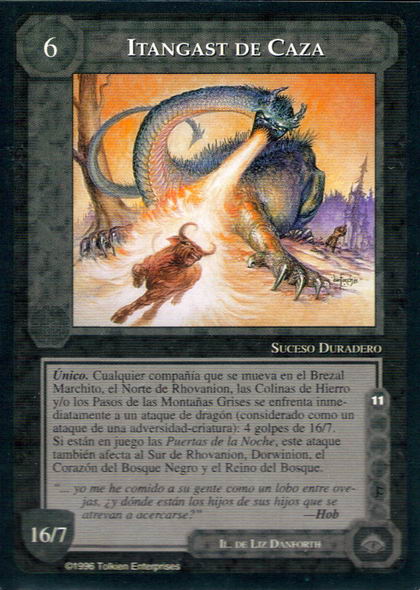 6
ITANGAST DE CAZA
SUCESO DURADERO
Único. Cualquier compañía que se mueva en el Brezal
Marchito, el Norte de Rhovanion, las Colinas de Hierro
y/o los Pasos de las Montañas Grises se enfrenta inme-
diatamente a un ataque de dragón (considerado como un
ataque de una adversidad-criatura): 4 golpes de 16/7.
Si están en juego las Puertas de la Noche, este ataque
también afecta al Sur de Rhovanion, Dorwinion, el
Corazón del Bosque Negro y el Reino del Bosque.
11
"... yo me he comido a su gente como un lobo entre ove-
jas, ¿y dónde están los hijos de sus hijos que se
atrevan a acercarse?" —Hob
16/7
IL. DE LIZ DANFORTH
©1996 Tolkien Enterprises